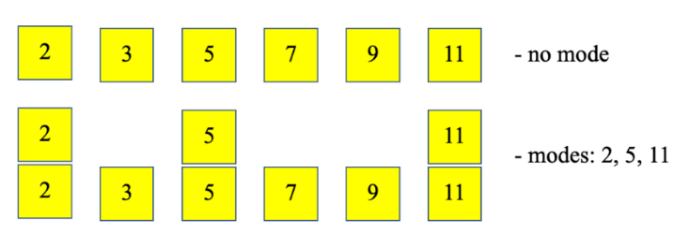 2 3 5 7 9 11 - no mode
2 5 11
- modes: 2, 5, 11
2 3 5 7 9 11